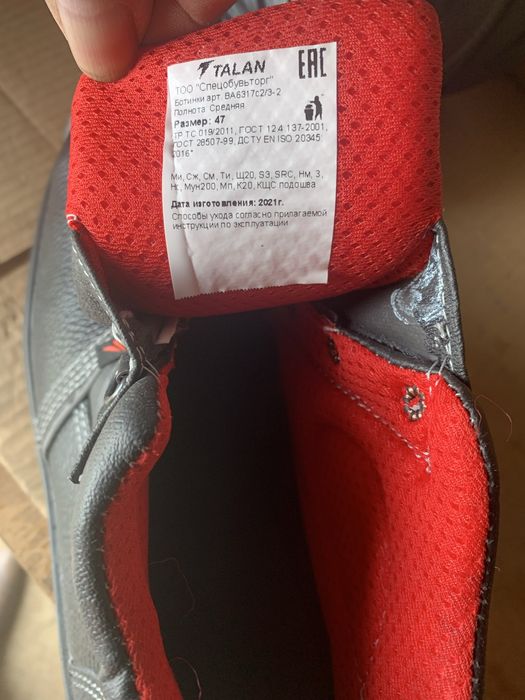 TALAN
EAC
ТОО "Спецобувьторг"
Ботинки арт. ВА6317с2/3-2
Полнота: Средняя
Размер: 47
ТР ТС 019/2011, ГОСТ 12.4.137-2001,
ГОСТ 28507-99, ДСТУ EN ISO 20345:
2016*
Ми, Сж, См, Ти, Щ20, S3, SRC, Нм, З,
Нс, Мун200, Мп, К20, КЩС подошва
Дата изготовления: 2021г.
Способы ухода согласно прилагаемой
инструкции по эксплуатации